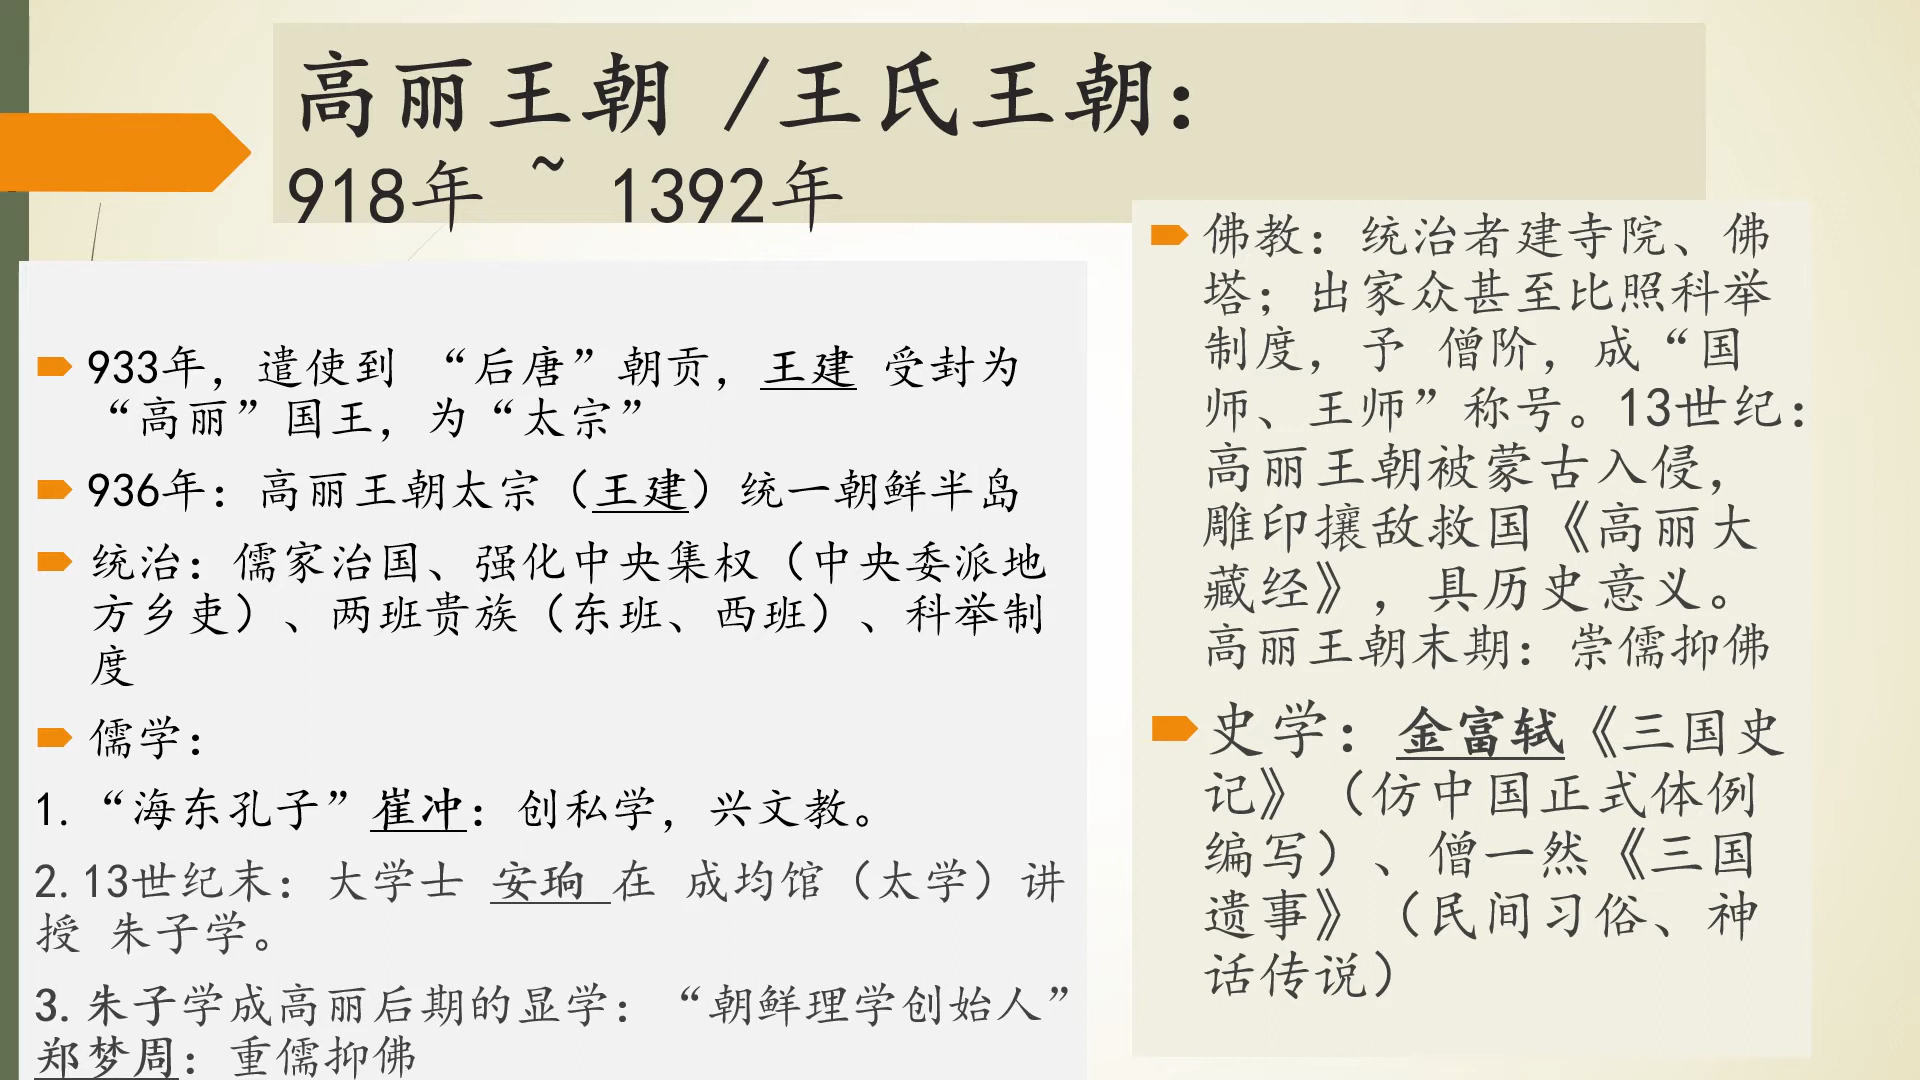 高丽王朝 /王氏王朝：
918年 ~ 1392年
933年，遣使到 “后唐”朝贡，王建 受封为
“高丽”国王，为“太宗”
936年：高丽王朝太宗（王建）统一朝鲜半岛
统治：儒家治国、强化中央集权（中央委派地
方乡吏）、两班贵族（东班、西班）、科举制
度
儒学：
1. “海东孔子”崔冲：创私学，兴文教。
2.13世纪末：大学士 安珦 在 成均馆（太学）讲
授 朱子学。
3.朱子学成高丽后期的显学：“朝鲜理学创始人”
郑梦周：重儒抑佛
佛教：统治者建寺院、佛
塔；出家众甚至比照科举
制度，予 僧阶，成“国
师、王师”称号。13世纪：
高丽王朝被蒙古入侵，
雕印攘敌救国《高丽大
藏经》，具历史意义。
高丽王朝末期：崇儒抑佛
史学：金富轼《三国史
记》（仿中国正式体例
编写）、僧一然《三国
遗事》（民间习俗、神
话传说）